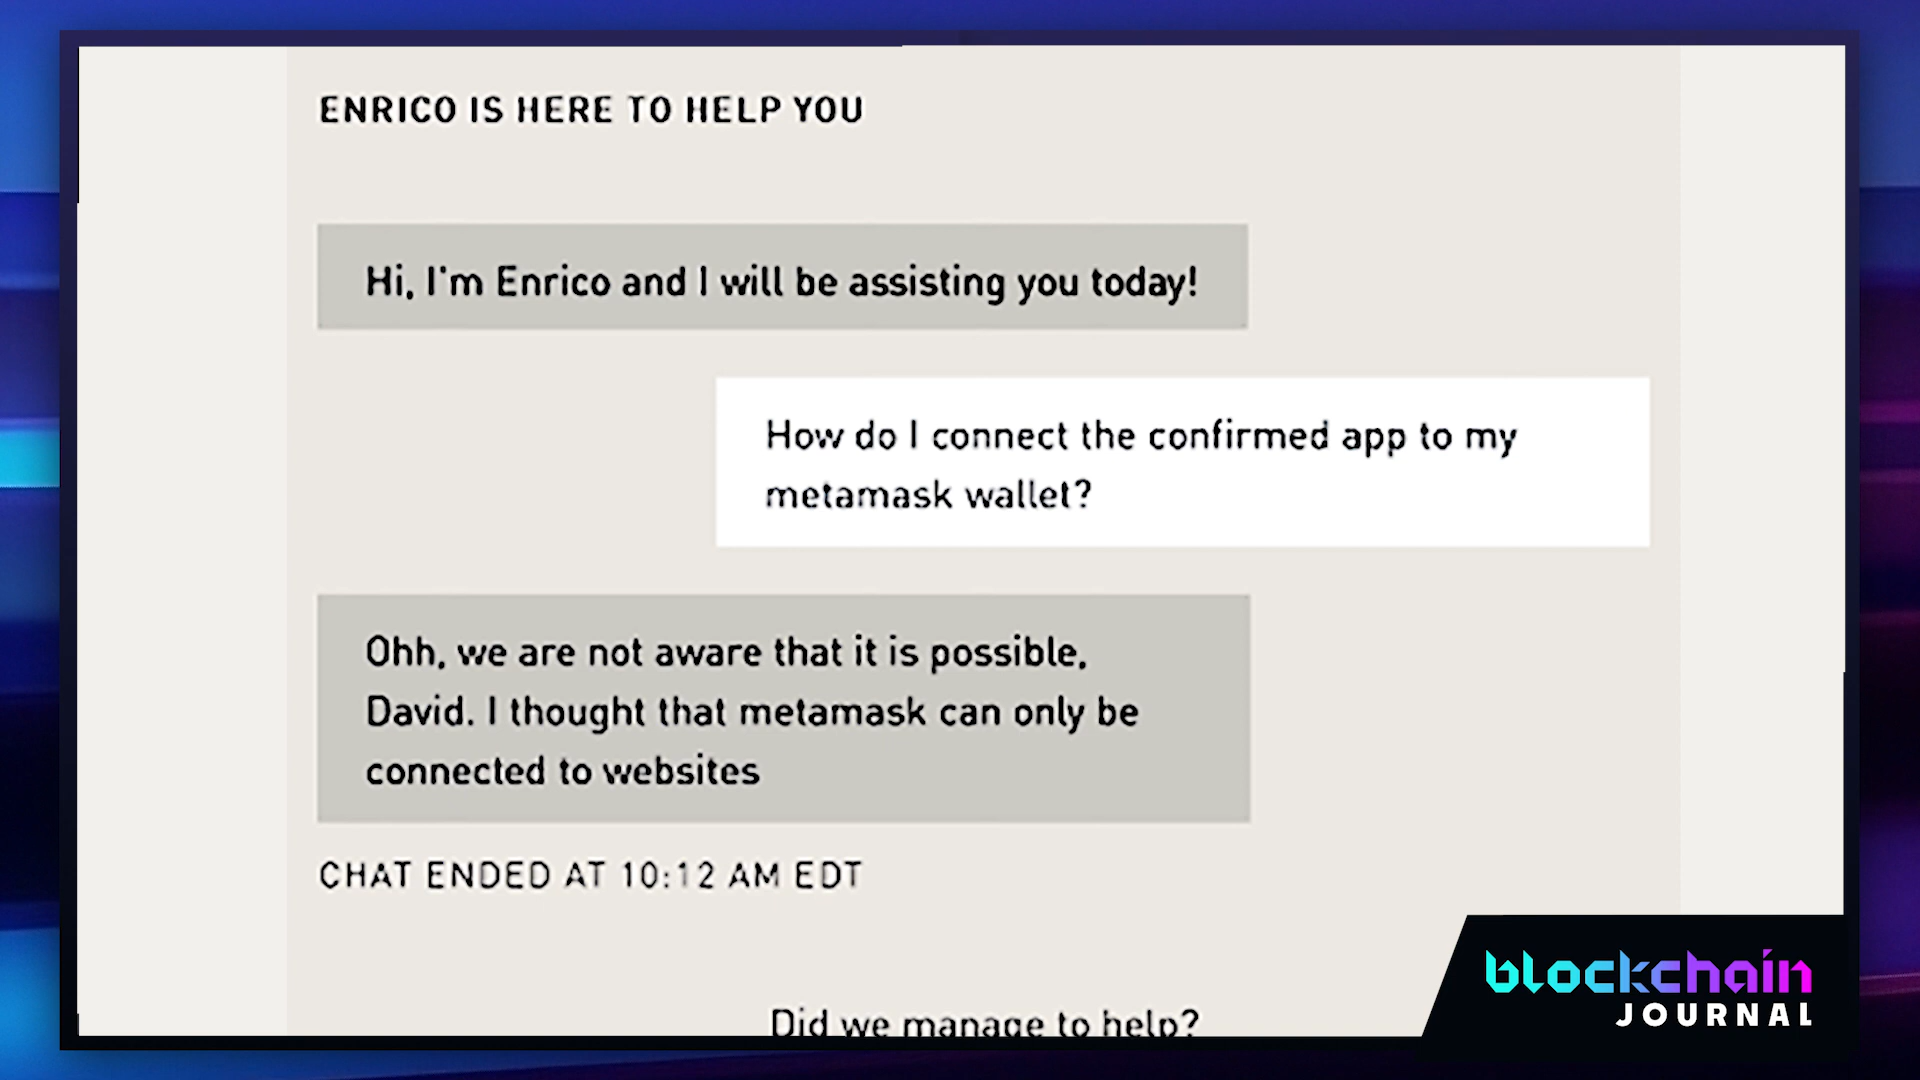 ENRICO IS HERE TO HELP YOU
Hi, I'm Enrico and I will be assisting you today!
How do I connect the confirmed app to my
metamask wallet?
Ohh, we are not aware that it is possible,
David. I thought that metamask can only be
connected to websites
CHAT ENDED AT 10:12 AM EDT
Did we manage to help?
blockchain
JOURNAL